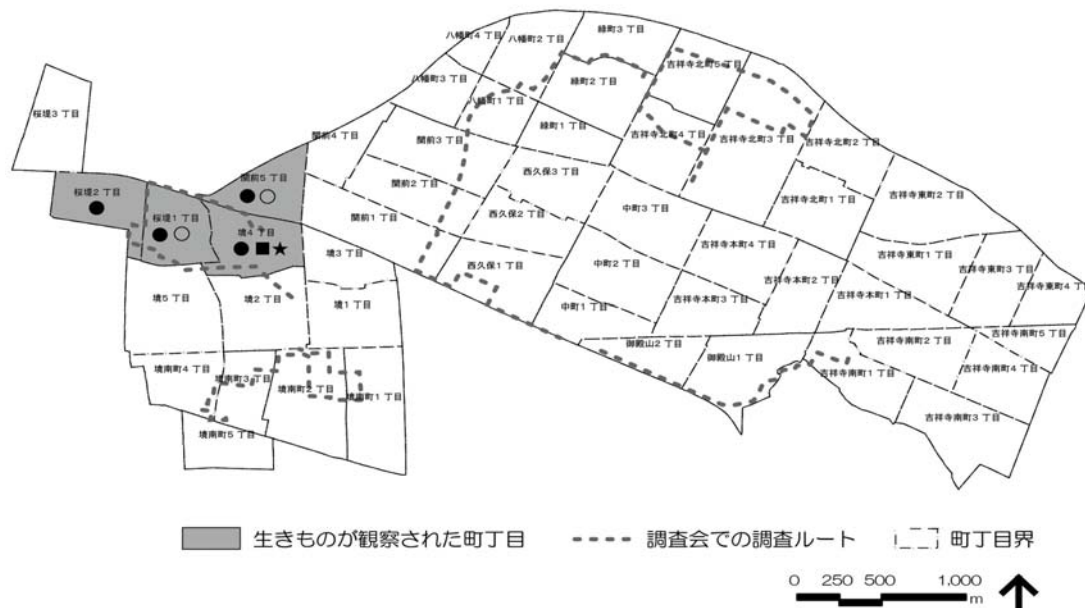 緑町3 丁目
八幡町4 丁目
八幡町2 丁目
吉祥寺北町5 丁目
八幡町3 丁目
緑町2 丁目
桜堤3 丁目
八幡町1 丁目
緑町1 丁目
関前4 丁目
関前3 丁目
吉祥寺北町4 丁目
吉祥寺北町3 丁目
吉祥寺北町2 丁目
西久保3 丁目
関前5 丁目
関前2 丁目
桜堤2 丁目
吉祥寺東町2 丁目
吉祥寺北町1 丁目
中町3 丁目
関前1 丁目
西久保2 丁目
桜堤1 丁目
境4 丁目
吉祥寺本町4 丁目
境3 丁目
吉祥寺東町1 丁目
中町2 丁目
西久保1 丁目
吉祥寺東町3 丁目
吉祥寺本町2 丁目
吉祥寺東町4 丁目
境5 丁目
境2 丁目
吉祥寺本町1 丁目
吉祥寺本町3 丁目
境1 丁目
中町1 丁目
吉祥寺南町5 丁目
吉祥寺南町2 丁目
御殿山2 丁目
御殿山1 丁目
境南町4 丁目
吉祥寺南町4 丁目
吉祥寺南町1 丁目
境南町3 丁目
境南町2 丁目
境南町1 丁目
吉祥寺南町3 丁目
境南町5 丁目
生きものが観察された町丁目
調査会での調査ルート
町丁目界
0 250 500 1,000
m